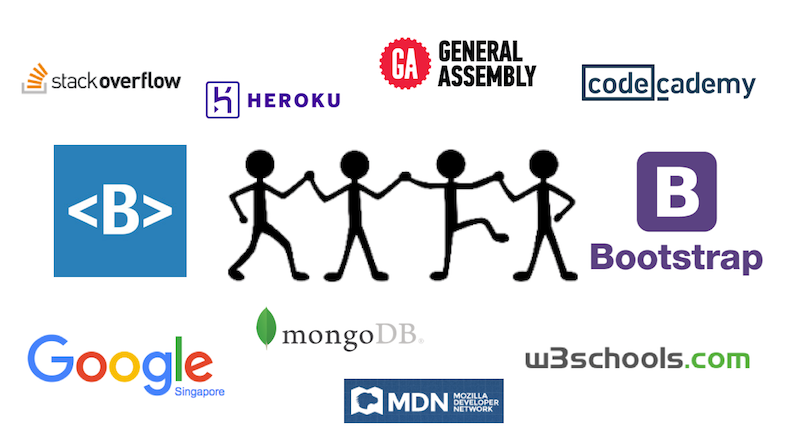 GA GENERAL
ASSEMBLY
stackoverflow
codecademy
HEROKU
<B>
B
Bootstrap
mongoDB®
Google
Singapore
w3schools.com
MDN MOZILLA
DEVELOPER
NETWORK